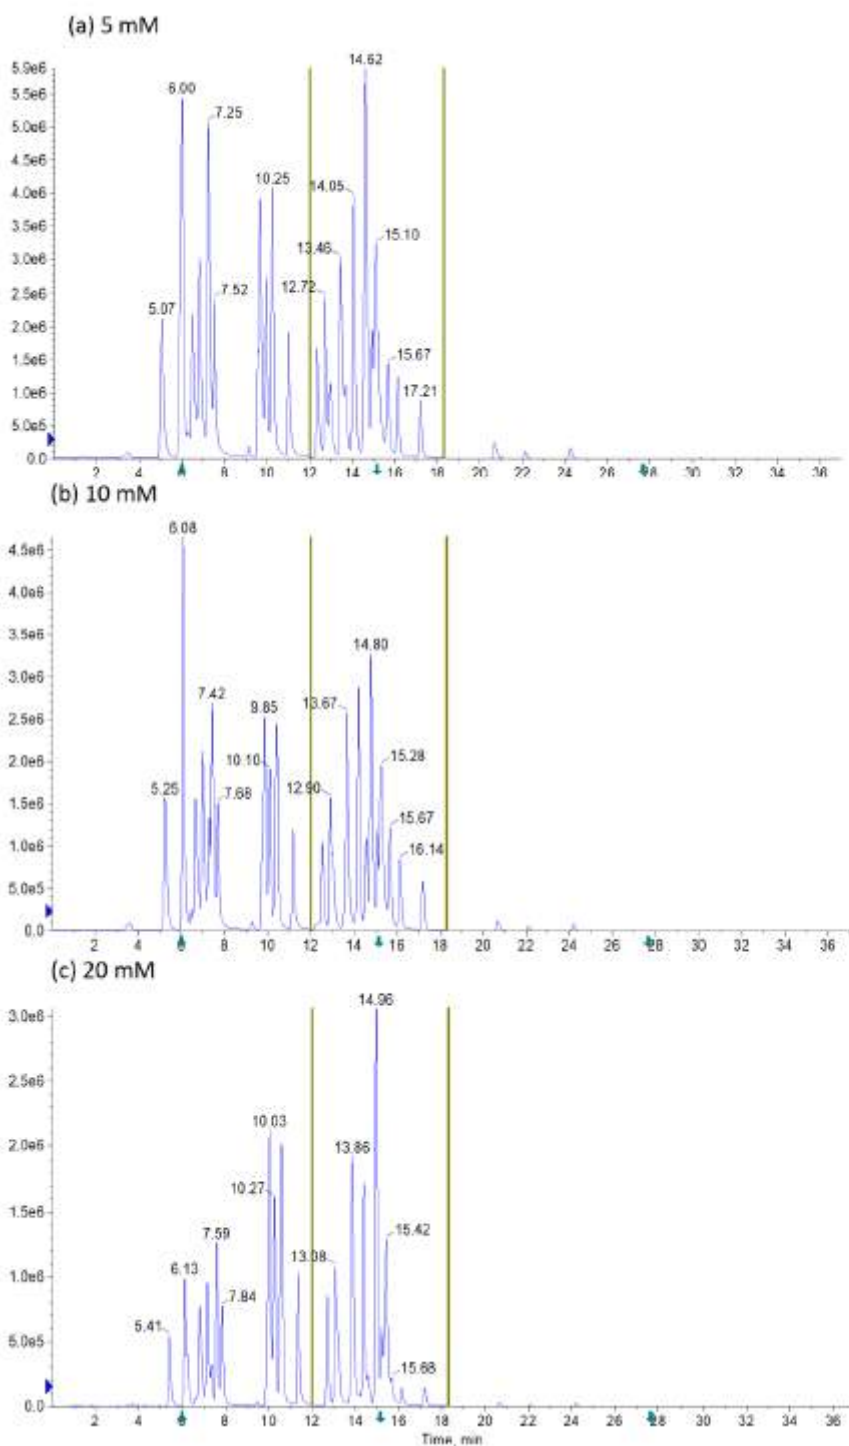 (a) 5 mM
14.62
5.9e6
6.00
5.5e6
7.25
5.0e6
4.5e6
10.25
14.05
4.0e6
3.5e6
15.10
13.46
3.0e6
12.72
7.52
2.5e6
5.07
2.0e6
15.67
1.5e6
17.21
1.0e6
5.0e5
0.0
2 4 6 8 10 12 14 16 18 20 22 24 26 28 30 32 34 36
(b) 10 mM
6.08
4.5e6
4.0e6
3.5e6
14.80
3.0e6
7.42
9.85
13.67
2.5e6
15.28
10.10
2.0e6
5.25
7.68
12.90
1.5e6
15.67
16.14
1.0e6
5.0e5
0.0
2 4 6 8 10 12 14 16 18 20 22 24 26 28 30 32 34 36
(c) 20 mM
14.96
3.0e6
2.5e6
10.03
2.0e6
13.86
10.27
1.5e6
15.42
7.59
13.08
6.13
1.0e6
7.84
5.41
5.0e5
15.68
0.0
2 4 6 8 10 12 14 16 18 20 22 24 26 28 30 32 34 36
Time, min